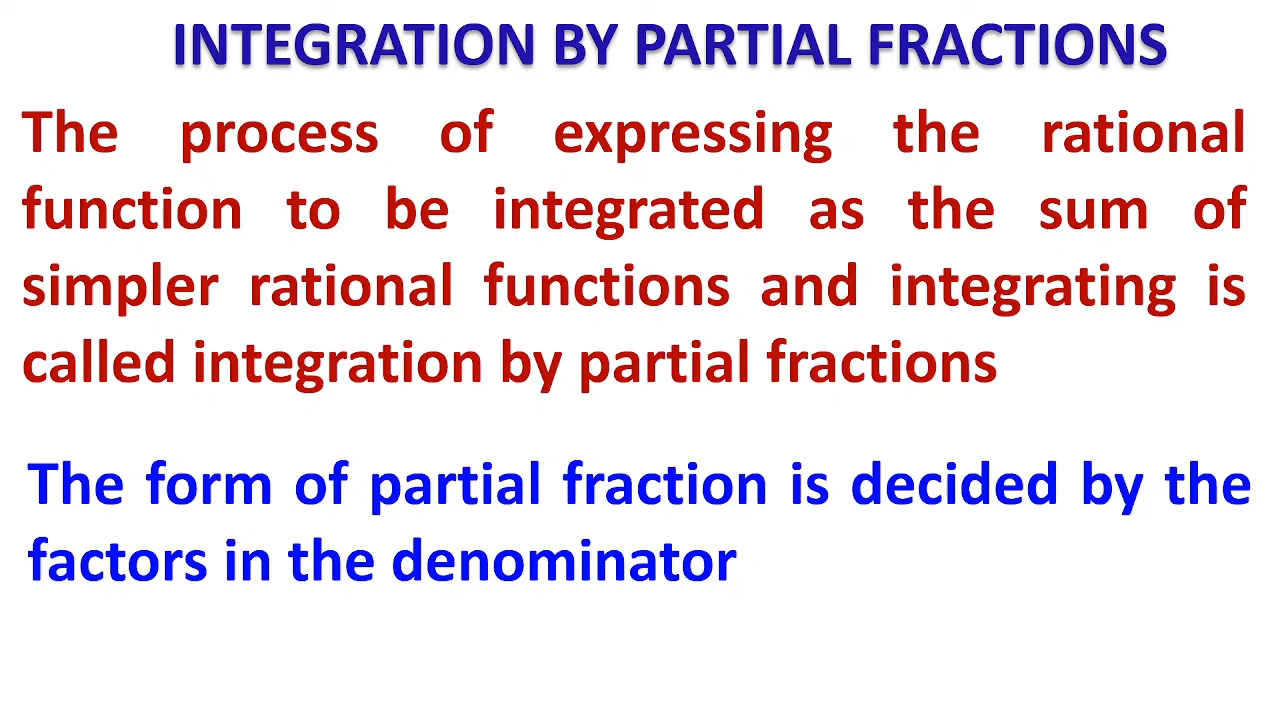 INTEGRATION BY PARTIAL FRACTIONS
The process of expressing the rational
function to be integrated as the sum of
simpler rational functions and integrating is
called integration by partial fractions
The form of partial fraction is decided by the
factors in the denominator